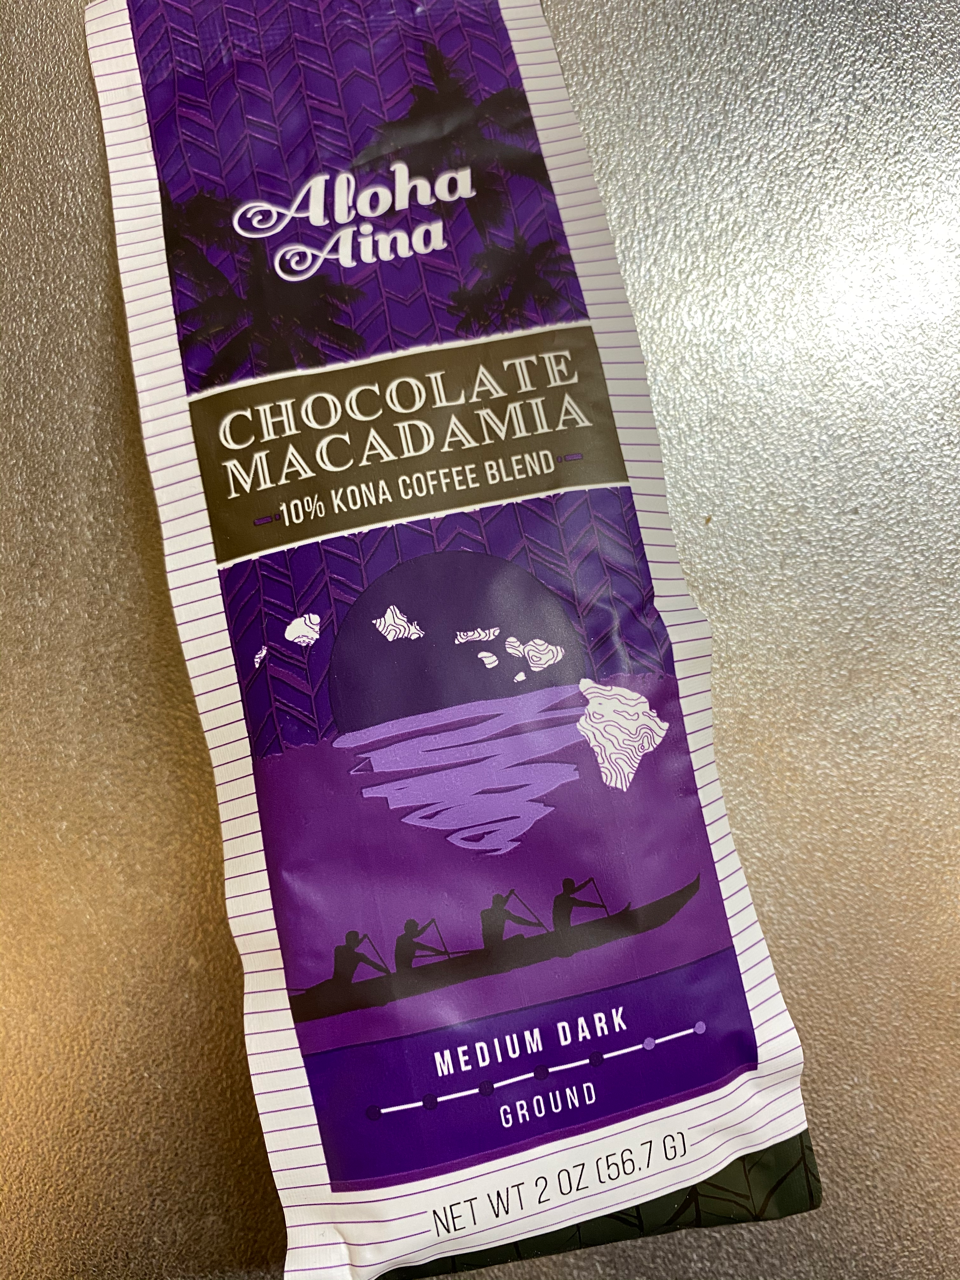 Aloha
Aina
CHOCOLATE
MACADAMIA
10% KONA COFFEE BLEND
MEDIUM DARK
GROUND
NET WT 2 OZ (56.7 G)